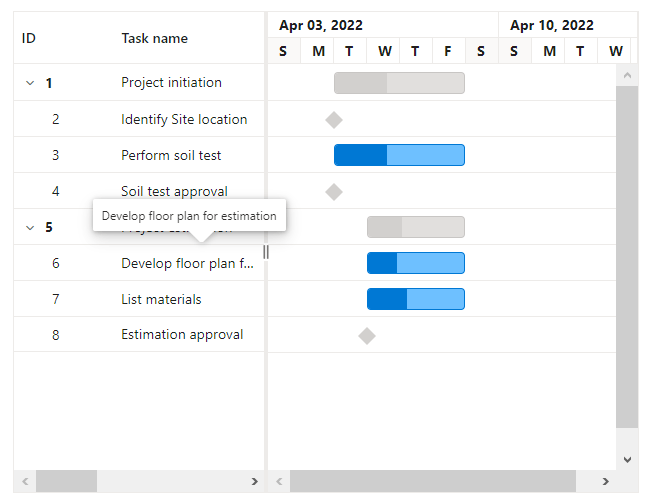 ID Task name Apr 03, 2022 Apr 10, 2022
S M T W T F S S M T W
1 Project initiation
2 Identify Site location
3 Perform soil test
4 Soil test approval
Develop floor plan for estimation
5
6 Develop floor plan f...
7 List materials
8 Estimation approval